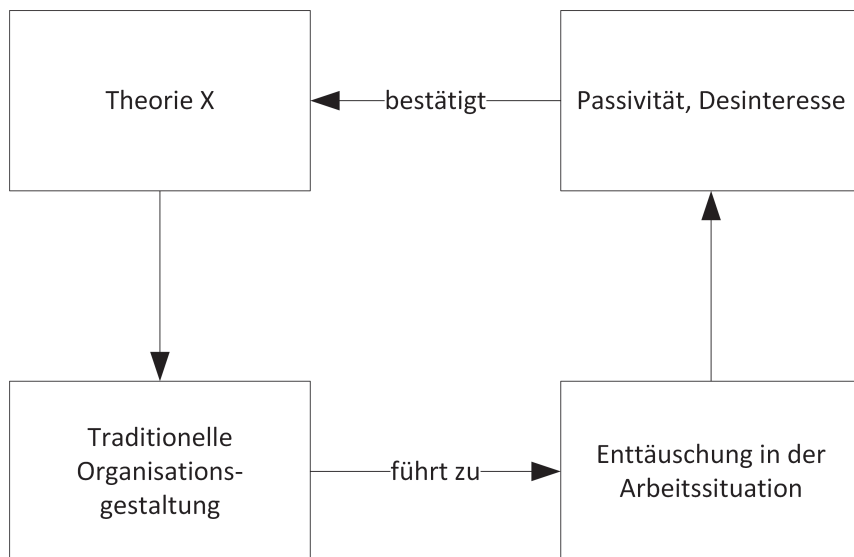 Theorie X
bestätigt
Passivität, Desinteresse
Traditionelle
Organisations-
gestaltung
führt zu
Enttäuschung in der
Arbeitssituation